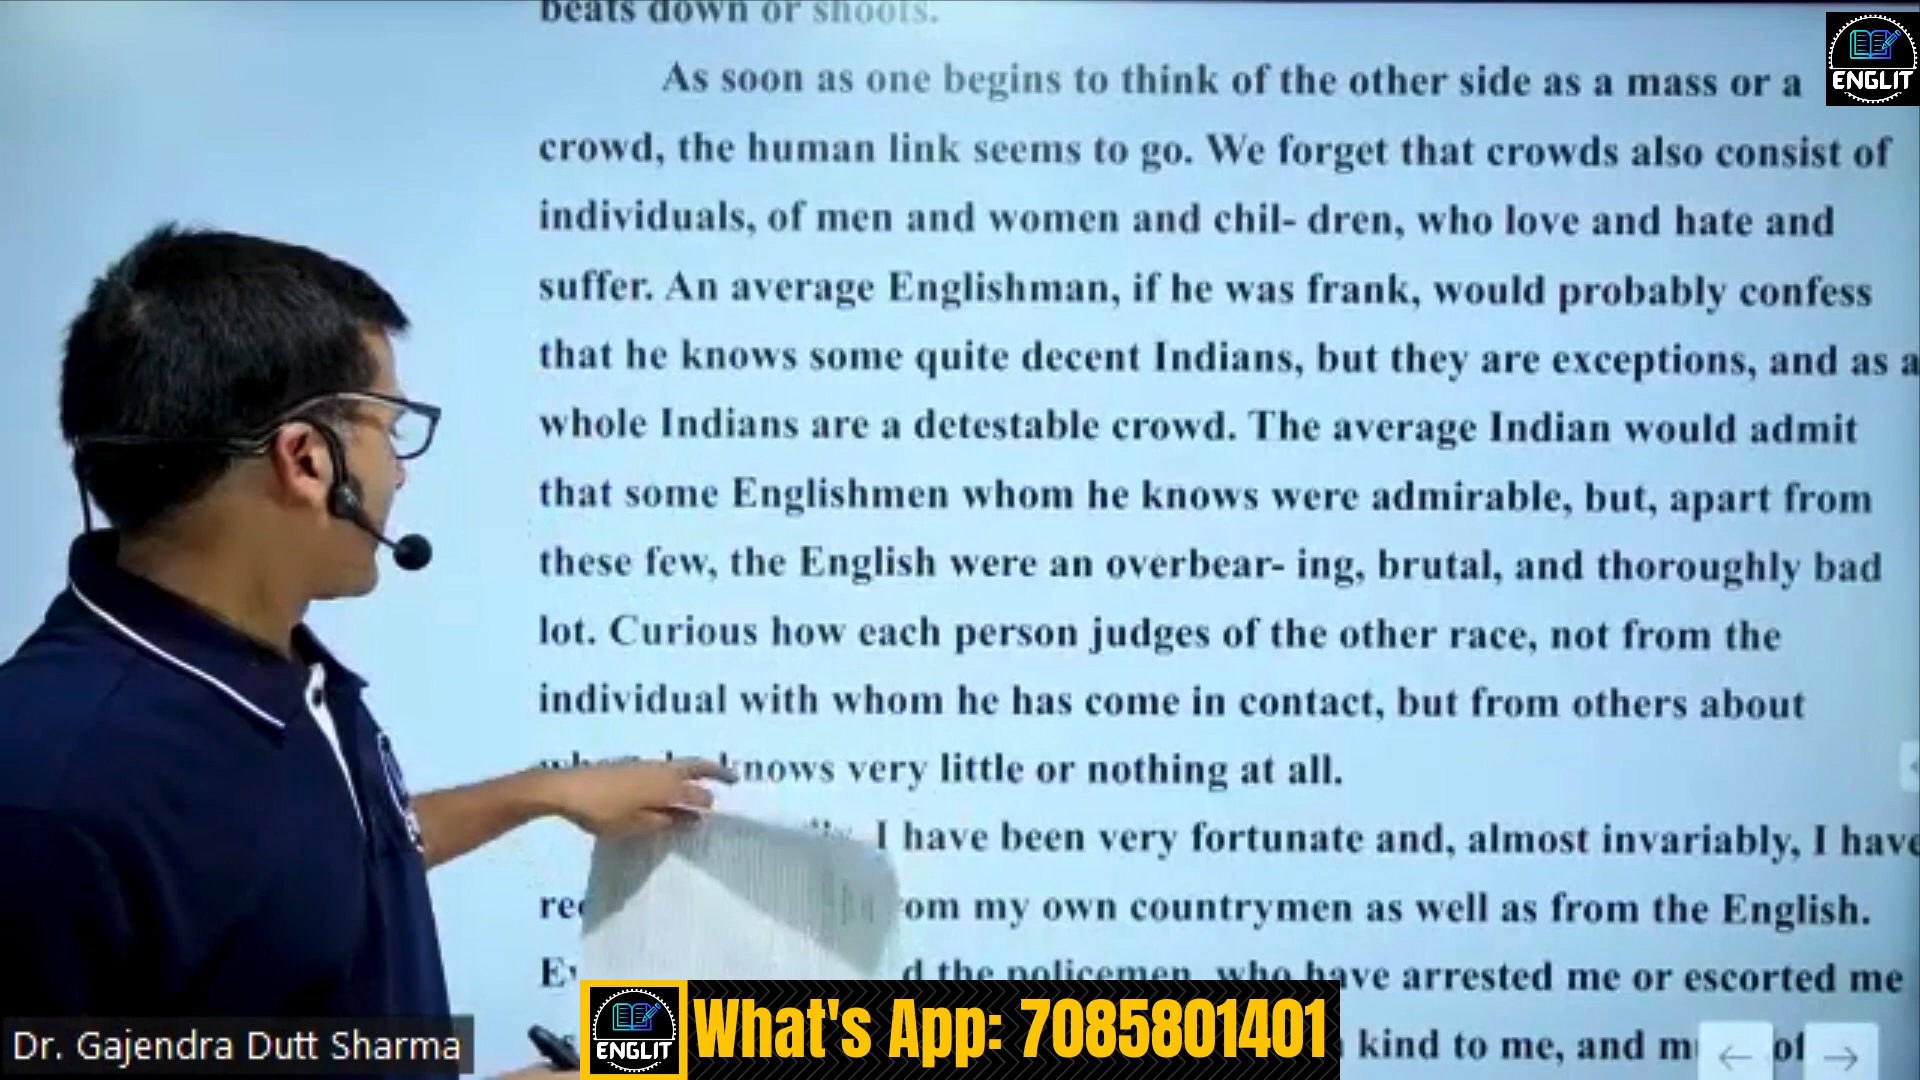 beats down or shoots.
As soon as one begins to think of the other side as a mass or a
ENGLIT
crowd, the human link seems to go. We forget that crowds also consist of
individuals, of men and women and chil- dren, who love and hate and
suffer. An average Englishman, if he was frank, would probably confess
that he knows some quite decent Indians, but they are exceptions, and as a
whole Indians are a detestable crowd. The average Indian would admit
that some Englishmen whom he knows were admirable, but, apart from
these few, the English were an overbear- ing, brutal, and thoroughly bad
lot. Curious how each person judges of the other race, not from the
individual with whom he has come in contact, but from others about
knows very little or nothing at all.
I have been very fortunate and, almost invariably, I have
my own countrymen as well as from the English.
the policemen, who have arrested me or escorted me
kind to me, and
of
ENGLIT
What's App: 7085801401
Dr. Gajendra Dutt Sharma